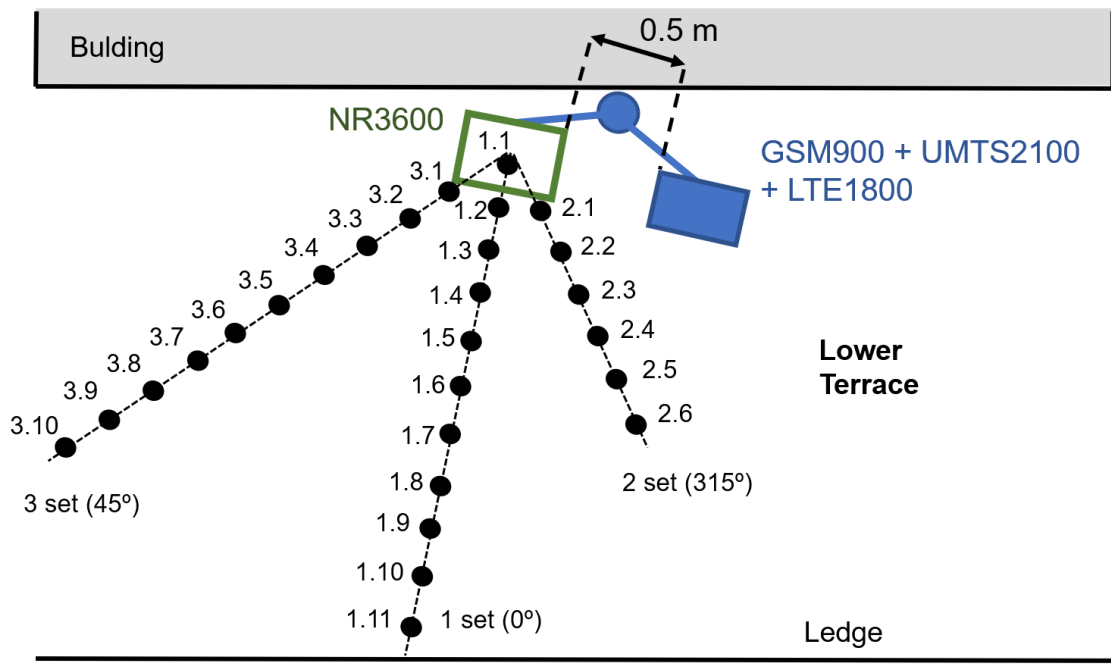 Bulding
0.5 m
NR3600
GSM900 + UMTS2100
+ LTE1800
1.1
3.1
3.2
1.2
2.1
3.3
1.3
2.2
3.4
1.4
2.3
3.5
1.5
2.4
3.6
3.7
1.6
2.5
3.8
3.9
1.7
2.6
3.10
1.8
3 set (45º)
2 set (315º)
1.9
1.10
1.11
1 set (0º)
Lower
Terrace
Ledge